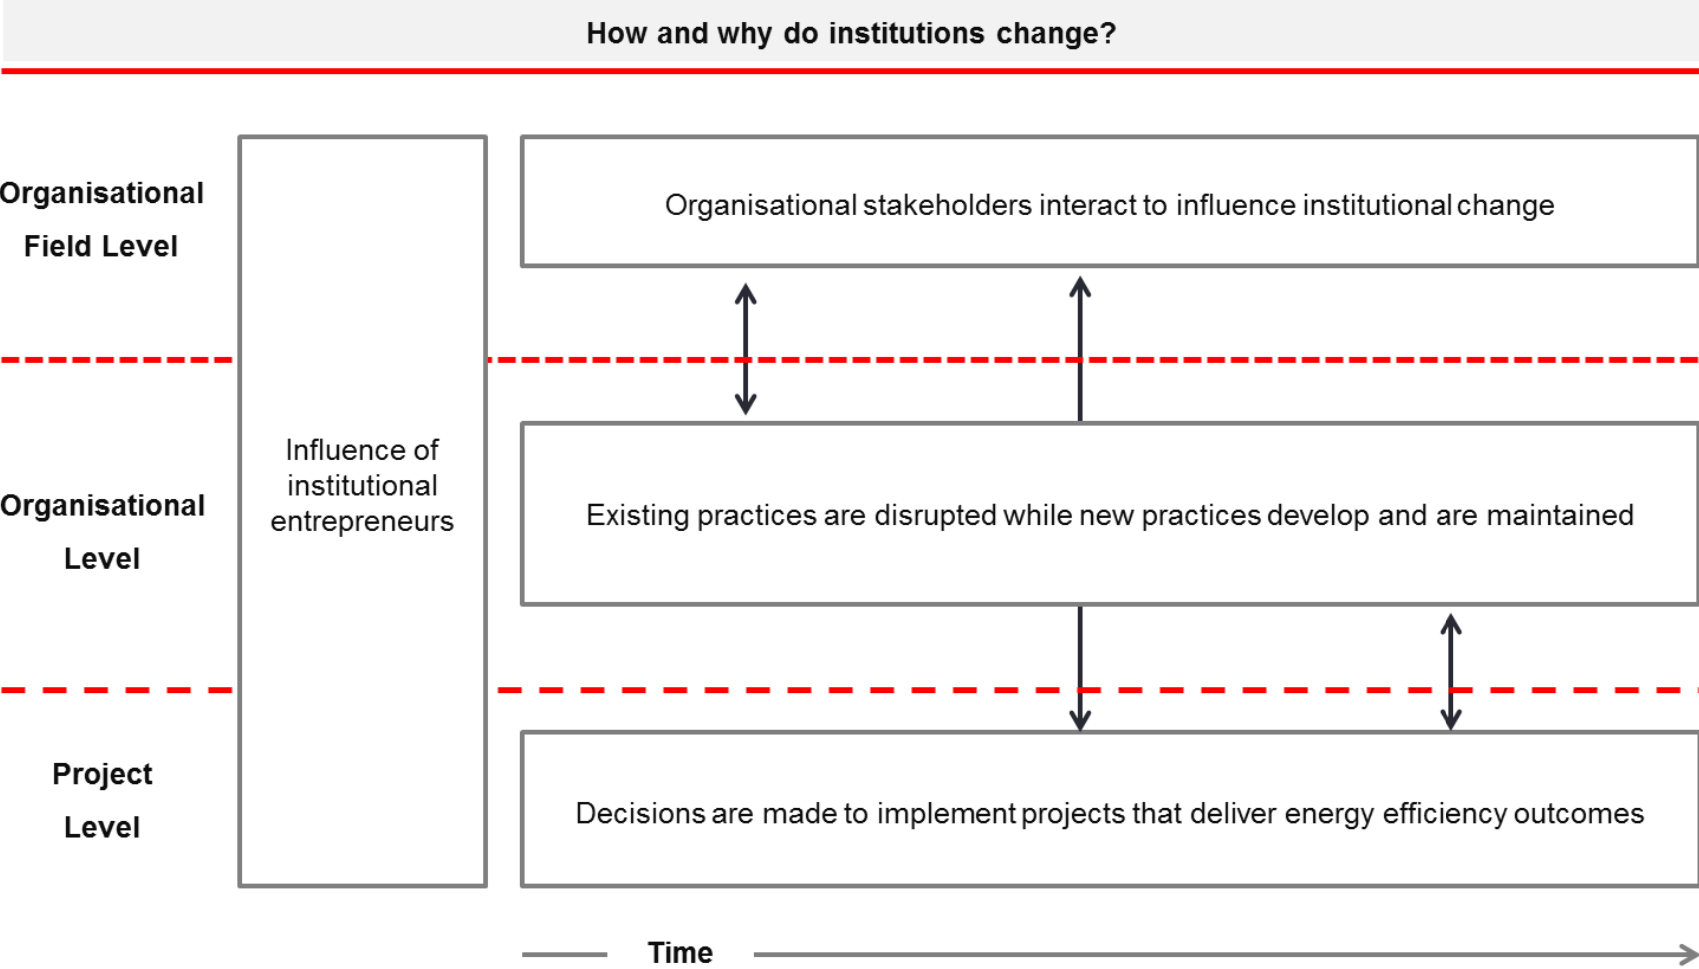 How and why do institutions change?
Organisational
Field Level
Organisational stakeholders interact to influence institutional change
Influence of
institutional
entrepreneurs
Organisational
Level
Existing practices are disrupted while new practices develop and are maintained
Project
Level
Decisions are made to implement projects that deliver energy efficiency outcomes
Time